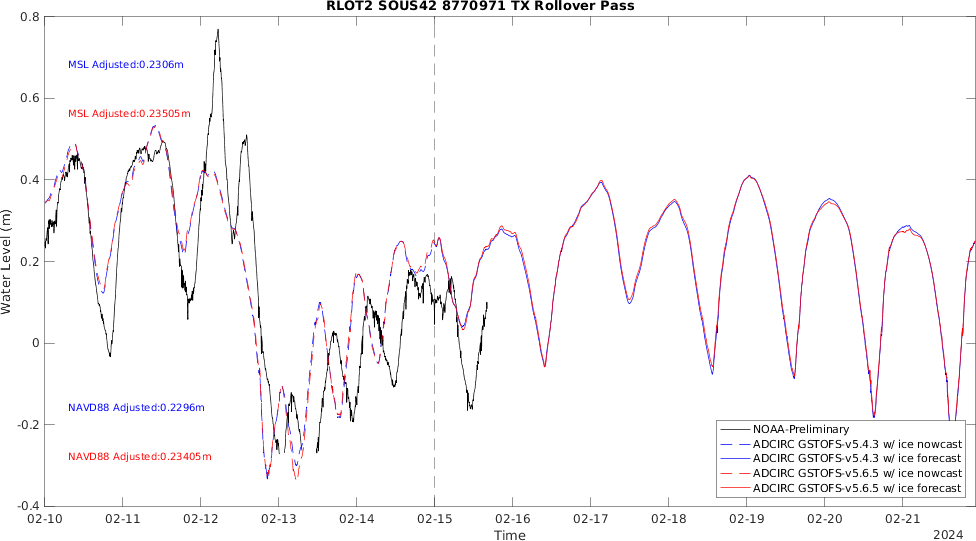 RLOT2 SOUS42 8770971 TX Rollover Pass
0.8
0.6
0.4
0.2
0
-0.2
-0.4
Water Level (m)
MSL Adjusted:0.2306m
MSL Adjusted:0.23505m
NAVD88 Adjusted:0.2296m
NAVD88 Adjusted:0.23405m
NOAA-Preliminary
ADCIRC GSTOFS-v5.4.3 w/ ice nowcast
ADCIRC GSTOFS-v5.4.3 w/ ice forecast
ADCIRC GSTOFS-v5.6.5 w/ ice nowcast
ADCIRC GSTOFS-v5.6.5 w/ ice forecast
02-10 02-11 02-12 02-13 02-14 02-15 02-16 02-17 02-18 02-19 02-20 02-21
Time
2024